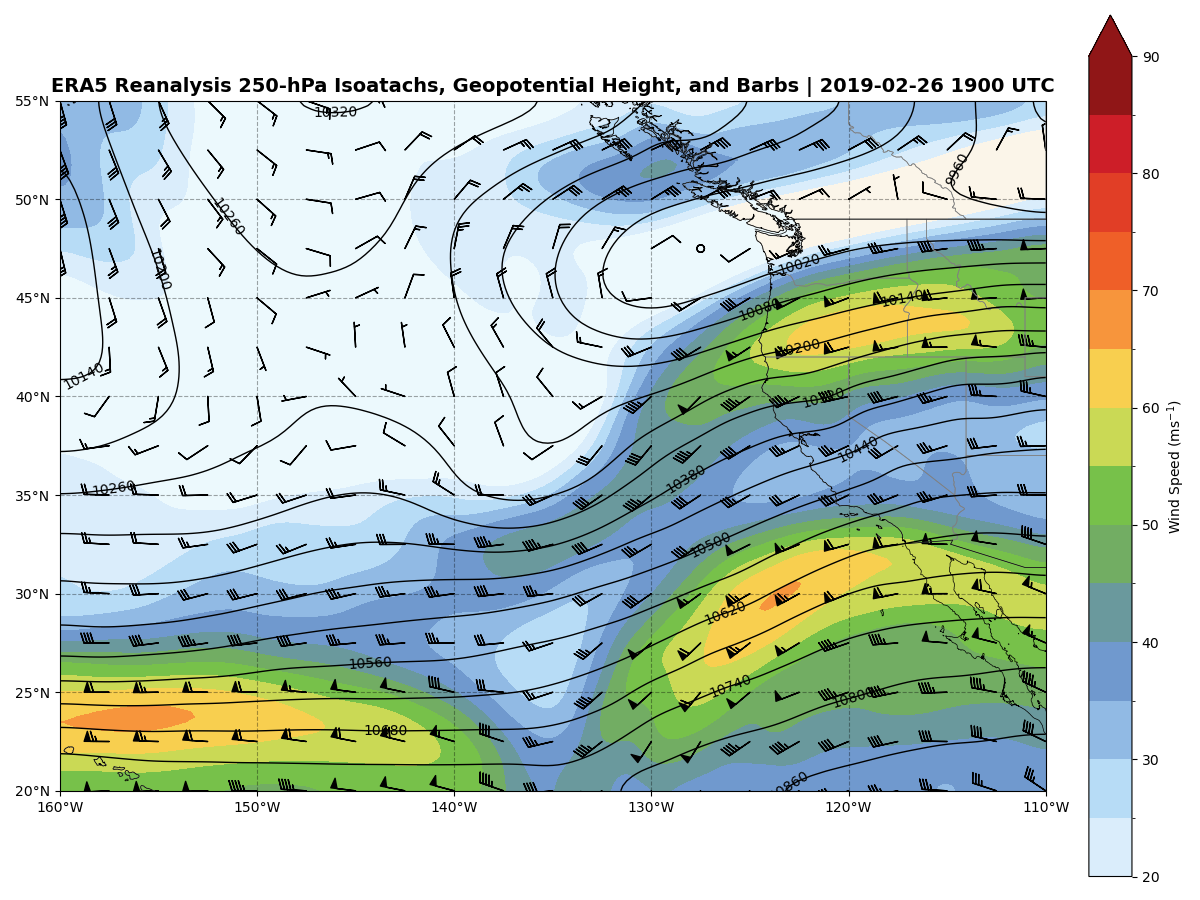 ERA5 Reanalysis 250-hPa Isoatachs, Geopotential Height, and Barbs | 2019-02-26 1900 UTC
90
55°N
10320
80
9960
50°N
10260
10200
10020
70
45°N
10140
10080
10200
10140
60
40°N
10320
10440
10380
35°N
10260
50
10500
30°N
10620
10560
40
25°N
10740
10800
10680
30
20°N
160°W
150°W
140°W
130°W
120°W
110°W
20
Wind Speed (ms⁻¹)